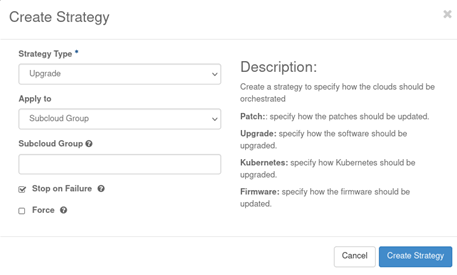 Create Strategy
×
Strategy Type *
Upgrade
Apply to
Subcloud Group
Subcloud Group ?
Stop on Failure ?
Force ?
Description:
Create a strategy to specify how the clouds should be
orchestrated
Patch:: specify how the patches should be updated.
Upgrade: specify how the software should be
upgraded.
Kubernetes: specify how Kubernetes should be
upgraded.
Firmware: specify how the firmware should be
updated.
Cancel
Create Strategy